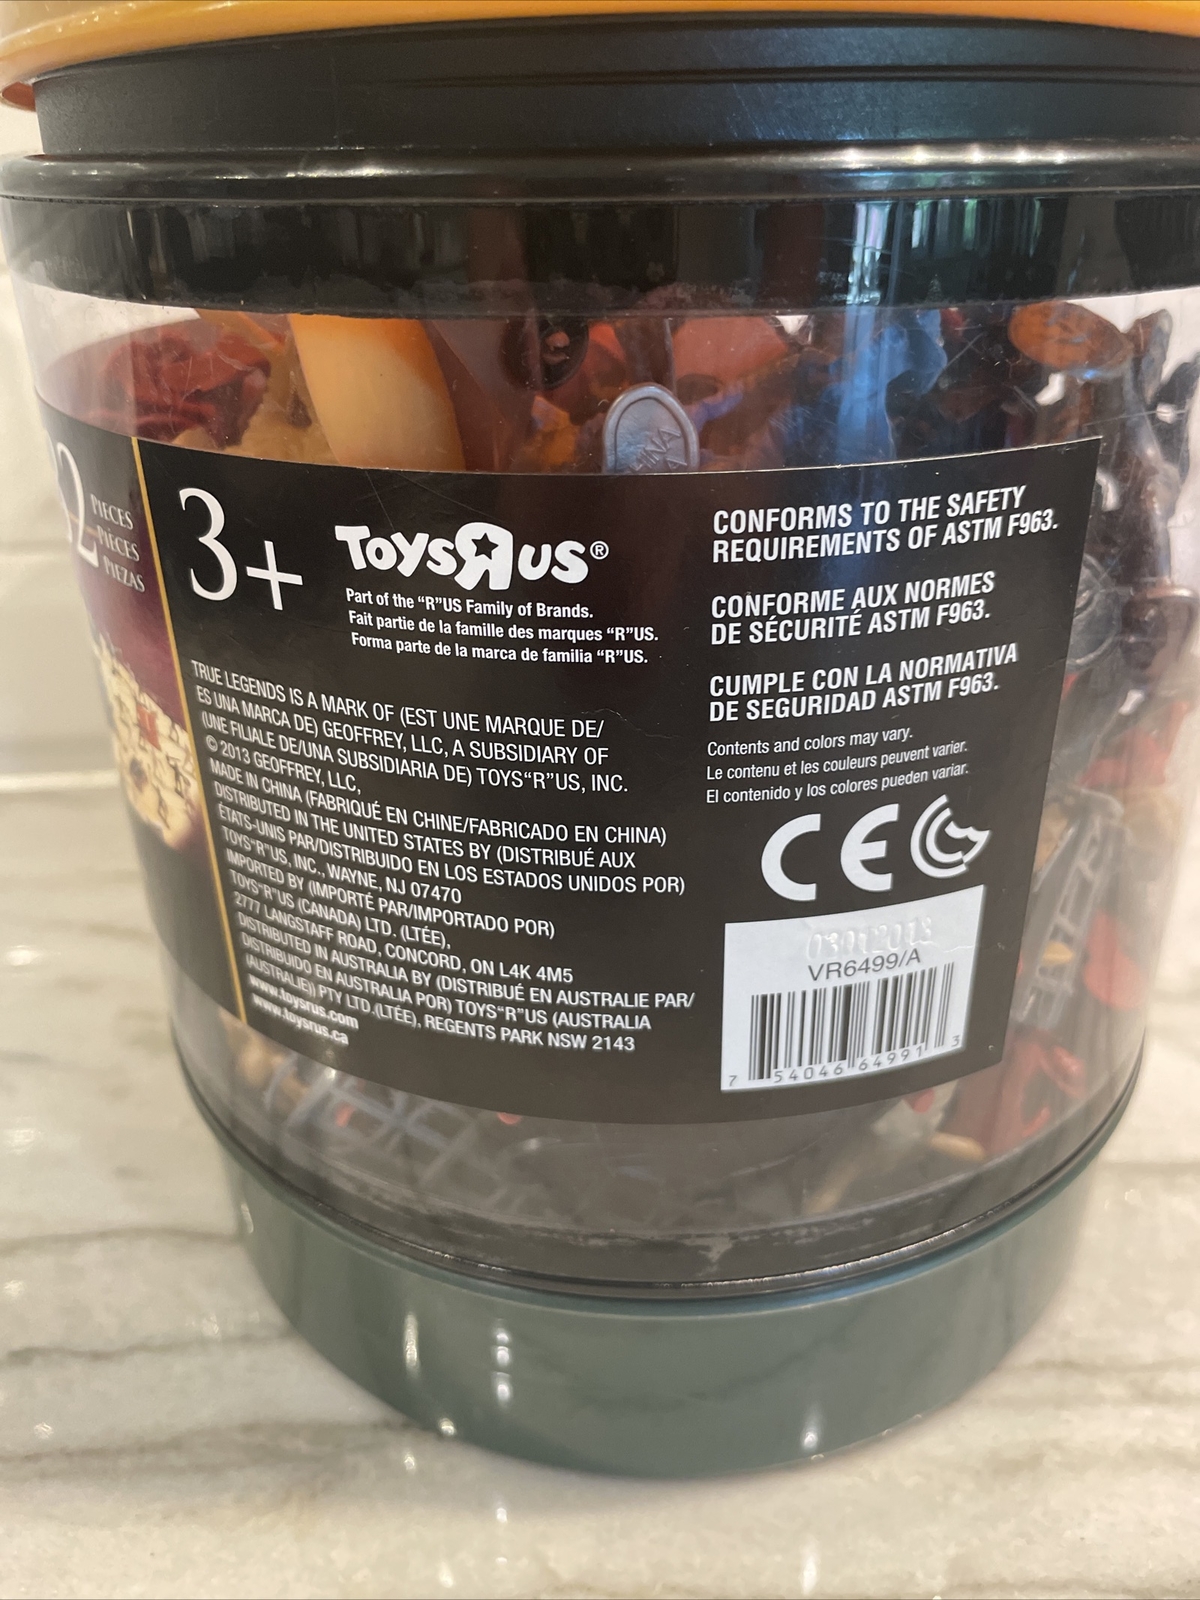 2
PIECES
PIÈCES
PIEZAS
3+
TOYSRUS®
Part of the “R”US Family of Brands.
Fait partie de la famille des marques “R”US.
Forma parte de la marca de familia “R”US.
TRUE LEGENDS IS A MARK OF (EST UNE MARQUE DE/
ES UNA MARCA DE) GEOFFREY, LLC, A SUBSIDIARY OF
(UNE FILIALE DE/UNA SUBSIDIARIA DE) TOYS“R”US, INC.
© 2013 GEOFFREY, LLC,
MADE IN CHINA (FABRIQUÉ EN CHINE/FABRICADO EN CHINA)
DISTRIBUTED IN THE UNITED STATES BY (DISTRIBUÉ AUX
ÉTATS-UNIS PAR/DISTRIBUIDO EN LOS ESTADOS UNIDOS POR)
TOYS“R”US, INC., WAYNE, NJ 07470
IMPORTED BY (IMPORTÉ PAR/IMPORTADO POR)
TOYS“R”US (CANADA) LTD. (LTÉE),
2777 LANGSTAFF ROAD, CONCORD, ON L4K 4M5
DISTRIBUTED IN AUSTRALIA BY (DISTRIBUÉ EN AUSTRALIE PAR/
DISTRIBUIDO EN AUSTRALIA POR) TOYS“R”US (AUSTRALIA
(AUSTRALIE)) PTY LTD.(LTÉE), REGENTS PARK NSW 2143
www.toysrus.com
www.toysrus.ca
CONFORMS TO THE SAFETY
REQUIREMENTS OF ASTM F963.
CONFORME AUX NORMES
DE SÉCURITÉ ASTM F963.
CUMPLE CON LA NORMATIVA
DE SEGURIDAD ASTM F963.
Contents and colors may vary.
Le contenu et les couleurs peuvent varier.
El contenido y los colores pueden variar.
CE
03012013
VR6499/A
7 54046 64991 3
CHINA